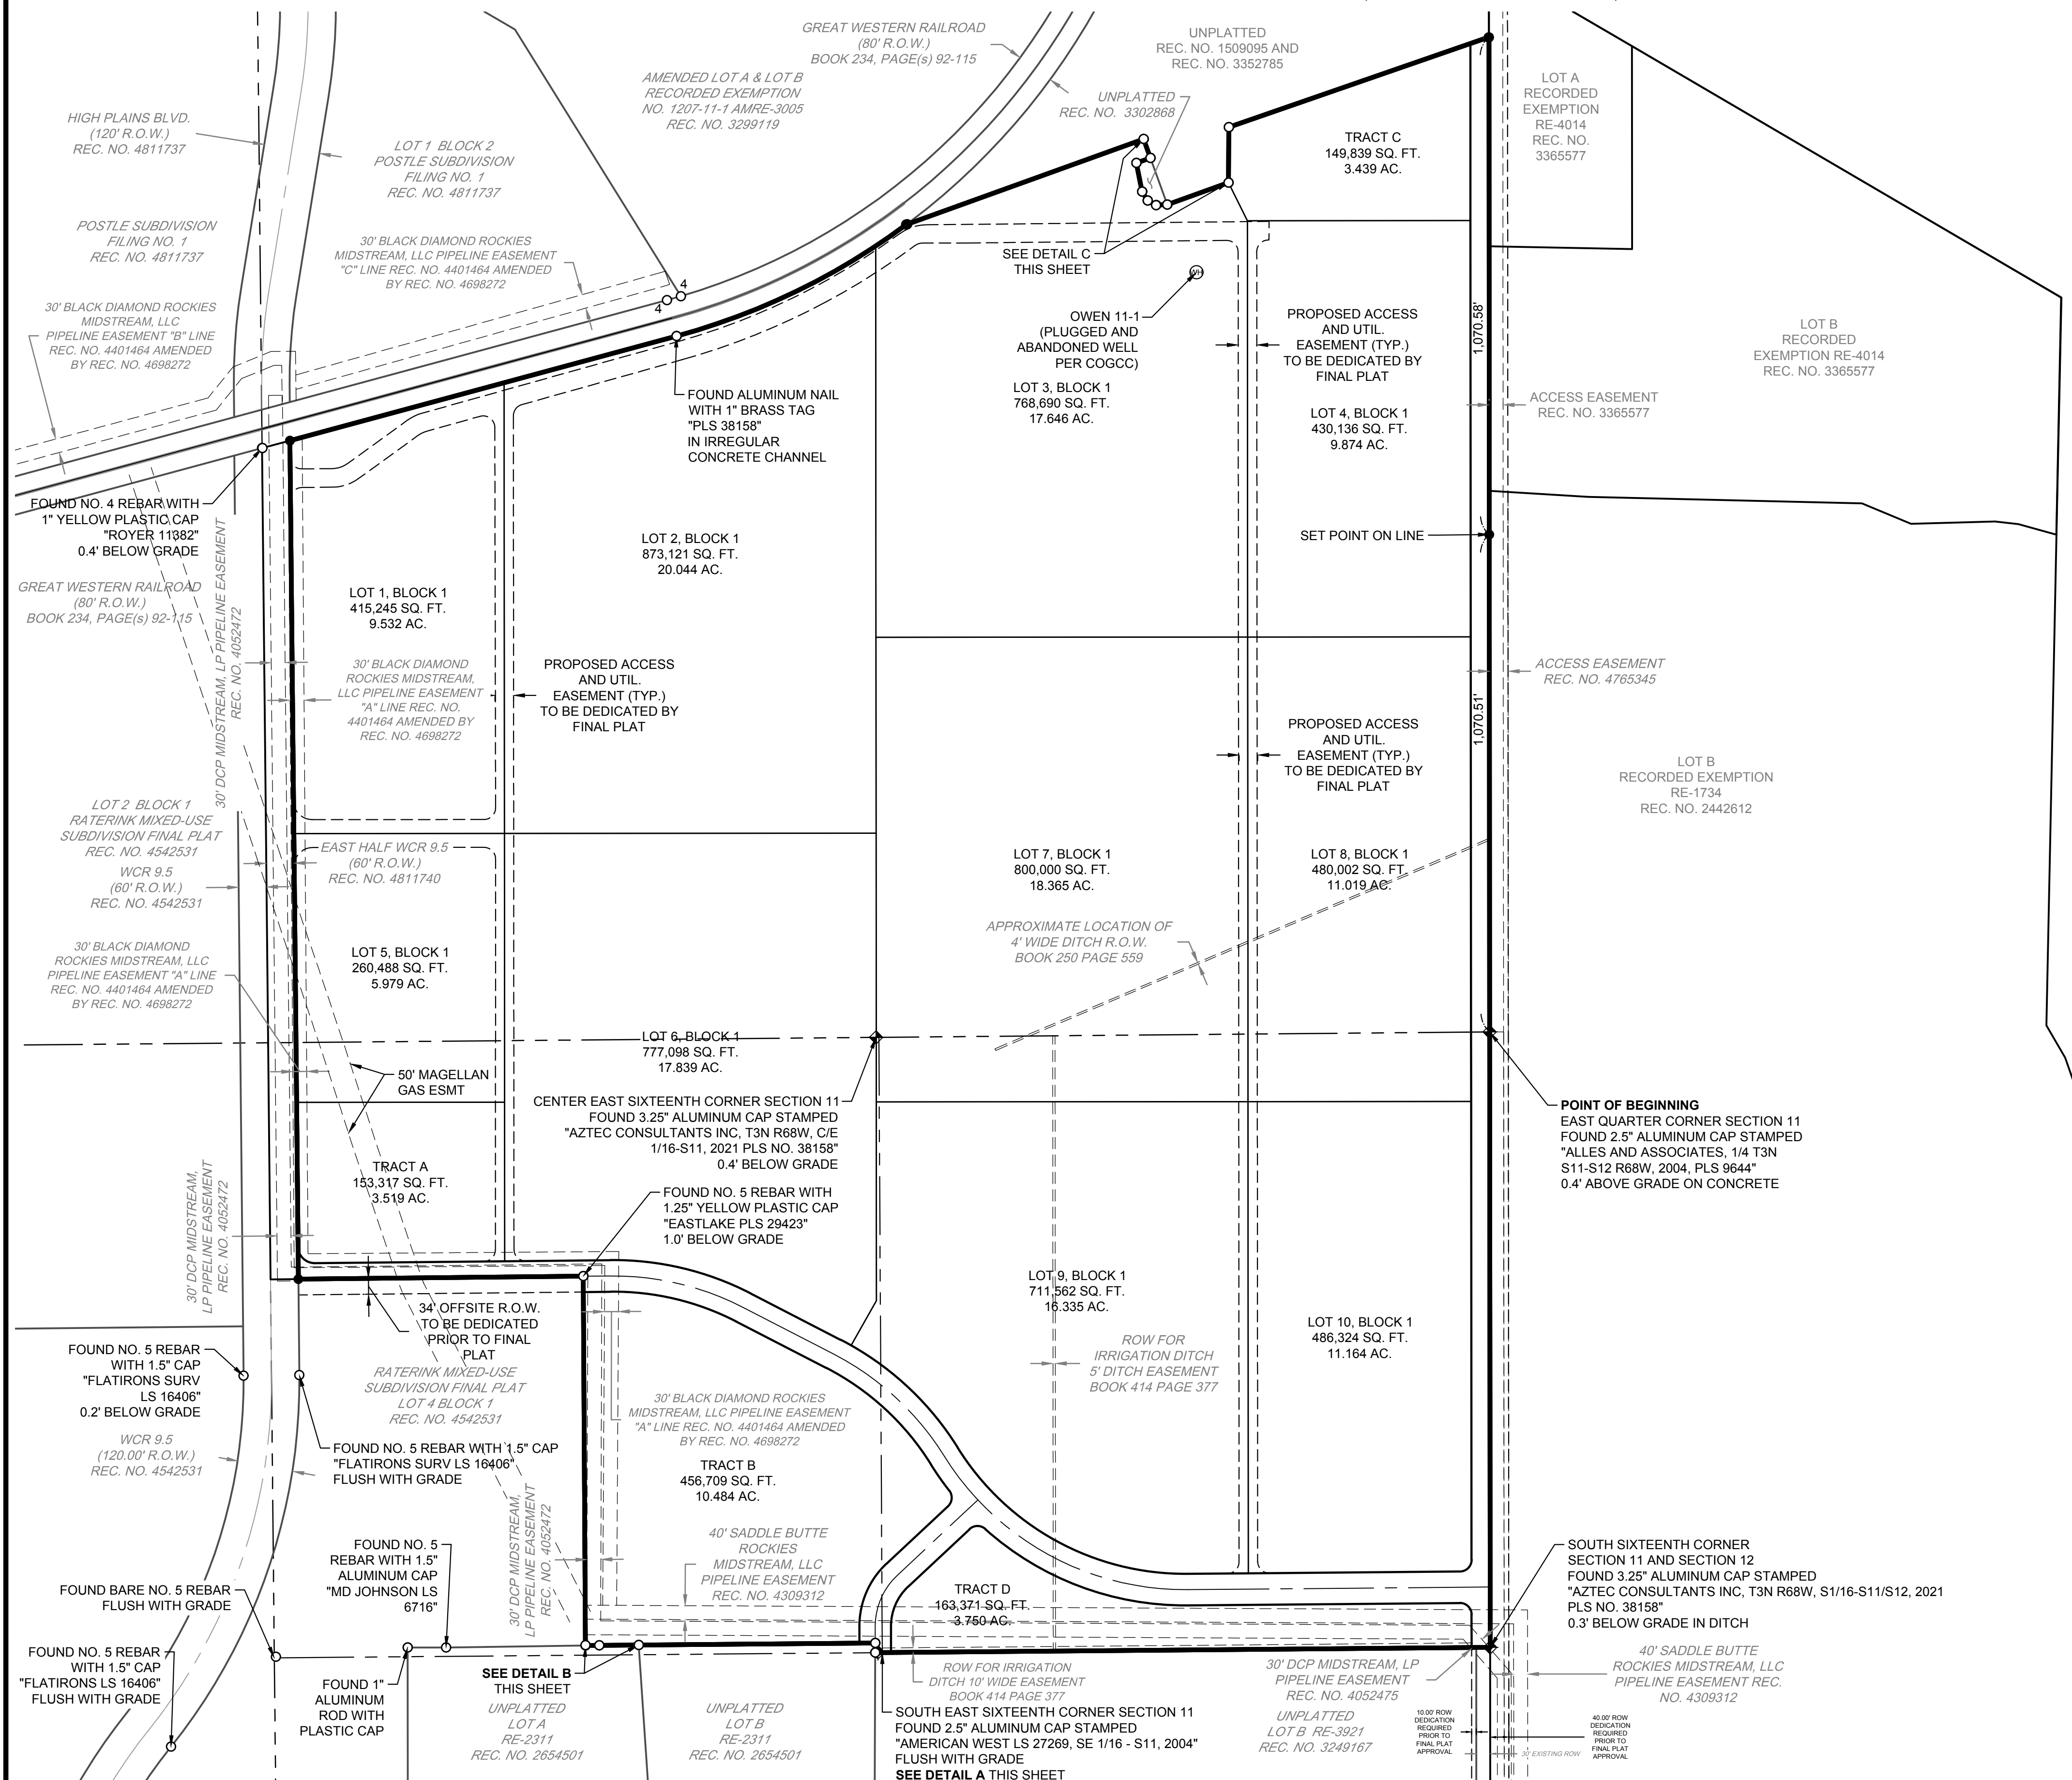 GREAT WESTERN RAILROAD
(80' R.O.W.)
BOOK 234, PAGE(s) 92-115
UNPLATTED
REC. NO. 1509095 AND
REC. NO. 3352785
AMENDED LOT A & LOT B
RECORDED EXEMPTION
NO. 1207-11-1 AMRE-3005
REC. NO. 3299119
UNPLATTED
REC. NO. 3302868
LOT A
RECORDED
EXEMPTION
RE-4014
REC. NO.
3365577
HIGH PLAINS BLVD.
(120' R.O.W.)
REC. NO. 4811737
LOT 1 BLOCK 2
POSTLE SUBDIVISION
FILING NO. 1
REC. NO. 4811737
TRACT C
149,839 SQ. FT.
3.439 AC.
POSTLE SUBDIVISION
FILING NO. 1
REC. NO. 4811737
30' BLACK DIAMOND ROCKIES
MIDSTREAM, LLC PIPELINE EASEMENT
"C" LINE REC. NO. 4401464 AMENDED
BY REC. NO. 4698272
SEE DETAIL C
THIS SHEET
WH
4
4
30' BLACK DIAMOND ROCKIES
MIDSTREAM, LLC
PIPELINE EASEMENT "B" LINE
REC. NO. 4401464 AMENDED
BY REC. NO. 4698272
OWEN 11-1
(PLUGGED AND
ABANDONED WELL
PER COGCC)
PROPOSED ACCESS
AND UTIL.
EASEMENT (TYP.)
TO BE DEDICATED BY
FINAL PLAT
1,070.58'
LOT B
RECORDED
EXEMPTION RE-4014
REC. NO. 3365577
FOUND ALUMINUM NAIL
WITH 1" BRASS TAG
"PLS 38158"
IN IRREGULAR
CONCRETE CHANNEL
LOT 3, BLOCK 1
768,690 SQ. FT.
17.646 AC.
LOT 4, BLOCK 1
430,136 SQ. FT.
9.874 AC.
ACCESS EASEMENT
REC. NO. 3365577
FOUND NO. 4 REBAR WITH
1" YELLOW PLASTIC CAP
"ROYER 11382"
0.4' BELOW GRADE
LOT 2, BLOCK 1
873,121 SQ. FT.
20.044 AC.
SET POINT ON LINE
GREAT WESTERN RAILROAD
(80' R.O.W.)
BOOK 234, PAGE(s) 92-115
30' DCP MIDSTREAM, LP PIPELINE EASEMENT
REC. NO. 4052472
LOT 1, BLOCK 1
415,245 SQ. FT.
9.532 AC.
30' BLACK DIAMOND
ROCKIES MIDSTREAM,
LLC PIPELINE EASEMENT
"A" LINE REC. NO.
4401464 AMENDED BY
REC. NO. 4698272
PROPOSED ACCESS
AND UTIL.
EASEMENT (TYP.)
TO BE DEDICATED BY
FINAL PLAT
PROPOSED ACCESS
AND UTIL.
EASEMENT (TYP.)
TO BE DEDICATED BY
FINAL PLAT
1,070.51'
ACCESS EASEMENT
REC. NO. 4765345
LOT B
RECORDED EXEMPTION
RE-1734
REC. NO. 2442612
LOT 2 BLOCK 1
RATERINK MIXED-USE
SUBDIVISION FINAL PLAT
REC. NO. 4542531
WCR 9.5
(60' R.O.W.)
REC. NO. 4542531
EAST HALF WCR 9.5
(60' R.O.W.)
REC. NO. 4811740
LOT 7, BLOCK 1
800,000 SQ. FT.
18.365 AC.
LOT 8, BLOCK 1
480,002 SQ. FT.
11.019 AC.
30' BLACK DIAMOND
ROCKIES MIDSTREAM, LLC
PIPELINE EASEMENT "A" LINE
REC. NO. 4401464 AMENDED
BY REC. NO. 4698272
LOT 5, BLOCK 1
260,488 SQ. FT.
5.979 AC.
APPROXIMATE LOCATION OF
4' WIDE DITCH R.O.W.
BOOK 250 PAGE 559
LOT 6, BLOCK 1
777,098 SQ. FT.
17.839 AC.
50' MAGELLAN
GAS ESMT
CENTER EAST SIXTEENTH CORNER SECTION 11
FOUND 3.25" ALUMINUM CAP STAMPED
"AZTEC CONSULTANTS INC, T3N R68W, C/E
1/16-S11, 2021 PLS NO. 38158"
0.4' BELOW GRADE
POINT OF BEGINNING
EAST QUARTER CORNER SECTION 11
FOUND 2.5" ALUMINUM CAP STAMPED
"ALLES AND ASSOCIATES, 1/4 T3N
S11-S12 R68W, 2004, PLS 9644"
0.4' ABOVE GRADE ON CONCRETE
TRACT A
153,317 SQ. FT.
3.519 AC.
30' DCP MIDSTREAM,
LP PIPELINE EASEMENT
REC. NO. 4052472
FOUND NO. 5 REBAR WITH
1.25" YELLOW PLASTIC CAP
"EASTLAKE PLS 29423"
1.0' BELOW GRADE
34' OFFSITE R.O.W.
TO BE DEDICATED
PRIOR TO FINAL
PLAT
LOT 9, BLOCK 1
711,562 SQ. FT.
16.335 AC.
LOT 10, BLOCK 1
486,324 SQ. FT.
11.164 AC.
FOUND NO. 5 REBAR
WITH 1.5" CAP
"FLATIRONS SURV
LS 16406"
0.2' BELOW GRADE
RATERINK MIXED-USE
SUBDIVISION FINAL PLAT
LOT 4 BLOCK 1
REC. NO. 4542531
ROW FOR
IRRIGATION DITCH
5' DITCH EASEMENT
BOOK 414 PAGE 377
30' BLACK DIAMOND ROCKIES
MIDSTREAM, LLC PIPELINE EASEMENT
"A" LINE REC. NO. 4401464 AMENDED
BY REC. NO. 4698272
WCR 9.5
(120.00' R.O.W.)
REC. NO. 4542531
FOUND NO. 5 REBAR WITH 1.5" CAP
"FLATIRONS SURV LS 16406"
FLUSH WITH GRADE
TRACT B
456,709 SQ. FT.
10.484 AC.
30' DCP MIDSTREAM,
LP PIPELINE EASEMENT
REC. NO. 4052472
40' SADDLE BUTTE
ROCKIES
MIDSTREAM, LLC
PIPELINE EASEMENT
REC. NO. 4309312
FOUND NO. 5
REBAR WITH 1.5"
ALUMINUM CAP
"MD JOHNSON LS
6716"
FOUND BARE NO. 5 REBAR
FLUSH WITH GRADE
TRACT D
163,371 SQ. FT.
3.750 AC.
SOUTH SIXTEENTH CORNER
SECTION 11 AND SECTION 12
FOUND 3.25" ALUMINUM CAP STAMPED
"AZTEC CONSULTANTS INC, T3N R68W, S1/16-S11/S12, 2021
PLS NO. 38158"
0.3' BELOW GRADE IN DITCH
FOUND NO. 5 REBAR
WITH 1.5" CAP
"FLATIRONS LS 16406"
FLUSH WITH GRADE
FOUND 1"
ALUMINUM
ROD WITH
PLASTIC CAP
SEE DETAIL B
THIS SHEET
ROW FOR IRRIGATION
DITCH 10' WIDE EASEMENT
BOOK 414 PAGE 377
30' DCP MIDSTREAM, LP
PIPELINE EASEMENT
REC. NO. 4052475
40' SADDLE BUTTE
ROCKIES MIDSTREAM, LLC
PIPELINE EASEMENT REC.
NO. 4309312
UNPLATTED
LOT A
RE-2311
REC. NO. 2654501
UNPLATTED
LOT B
RE-2311
REC. NO. 2654501
SOUTH EAST SIXTEENTH CORNER SECTION 11
FOUND 2.5" ALUMINUM CAP STAMPED
"AMERICAN WEST LS 27269, SE 1/16 - S11, 2004"
FLUSH WITH GRADE
SEE DETAIL A THIS SHEET
UNPLATTED
LOT B RE-3921
REC. NO. 3249167
10.00' ROW
DEDICATION
REQUIRED
PRIOR TO
FINAL PLAT
APPROVAL
30' EXISTING ROW
40.00' ROW
DEDICATION
REQUIRED
PRIOR TO
FINAL PLAT
APPROVAL